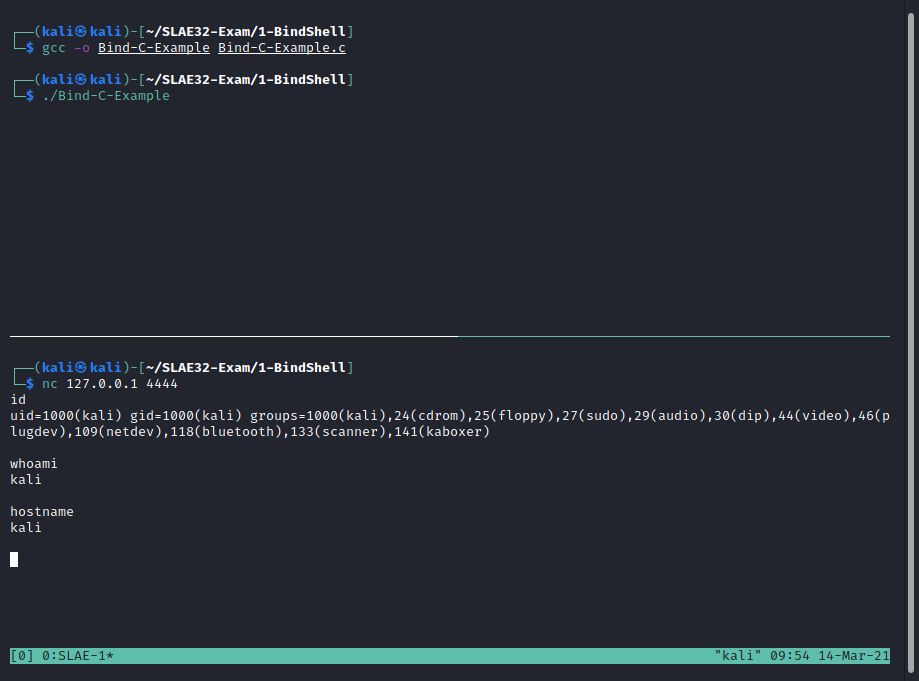 ┌──(kali㉿kali)-[~/SLAE32-Exam/1-BindShell]
└─$ gcc -o Bind-C-Example Bind-C-Example.c
┌──(kali㉿kali)-[~/SLAE32-Exam/1-BindShell]
└─$ ./Bind-C-Example
┌──(kali㉿kali)-[~/SLAE32-Exam/1-BindShell]
└─$ nc 127.0.0.1 4444
id
uid=1000(kali) gid=1000(kali) groups=1000(kali),24(cdrom),25(floppy),27(sudo),29(audio),30(dip),44(video),46(p
lugdev),109(netdev),118(bluetooth),133(scanner),141(kaboxer)
whoami
kali
hostname
kali
[0] 0:SLAE-1* "kali" 09:54 14-Mar-21